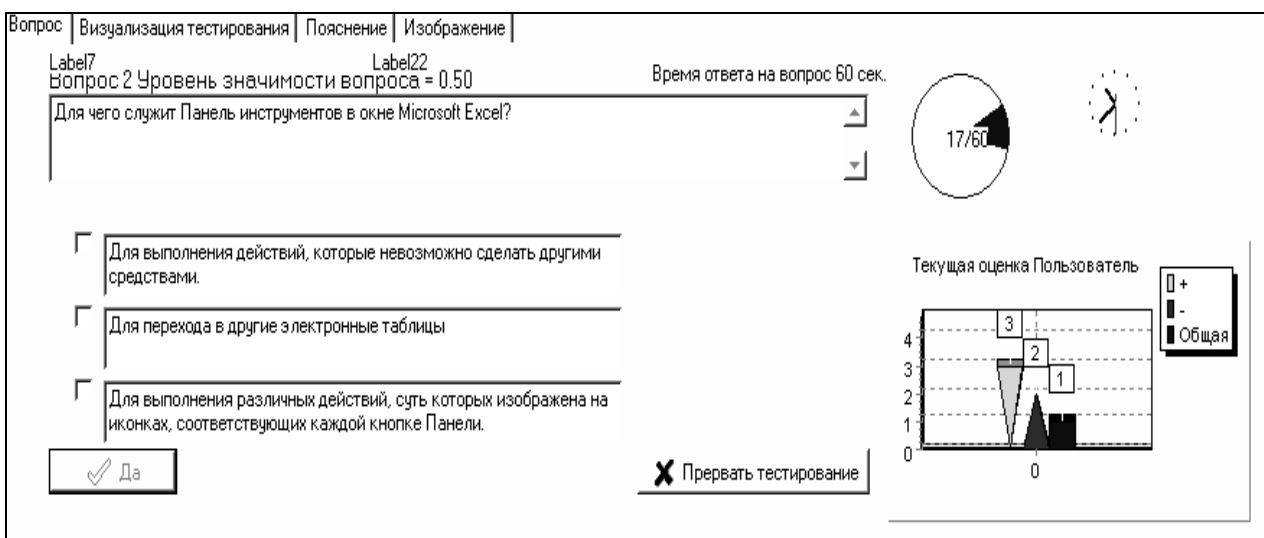 Вопрос
Визуализация тестирования
Пояснение
Изображение
Label7
Label22
Вопрос 2 Уровень значимости вопроса = 0.50
Время ответа на вопрос 60 сек.
Для чего служит Панель инструментов в окне Microsoft Excel?
17/60
Для выполнения действий, которые невозможно сделать другими
средствами.
Для перехода в другие электронные таблицы
Для выполнения различных действий, суть которых изображена на
иконках, соответствующих каждой кнопке Панели.
Да
Прервать тестирование
Текущая оценка Пользователь
+
-
Общая
4
3
2
1
0
3
2
1
0